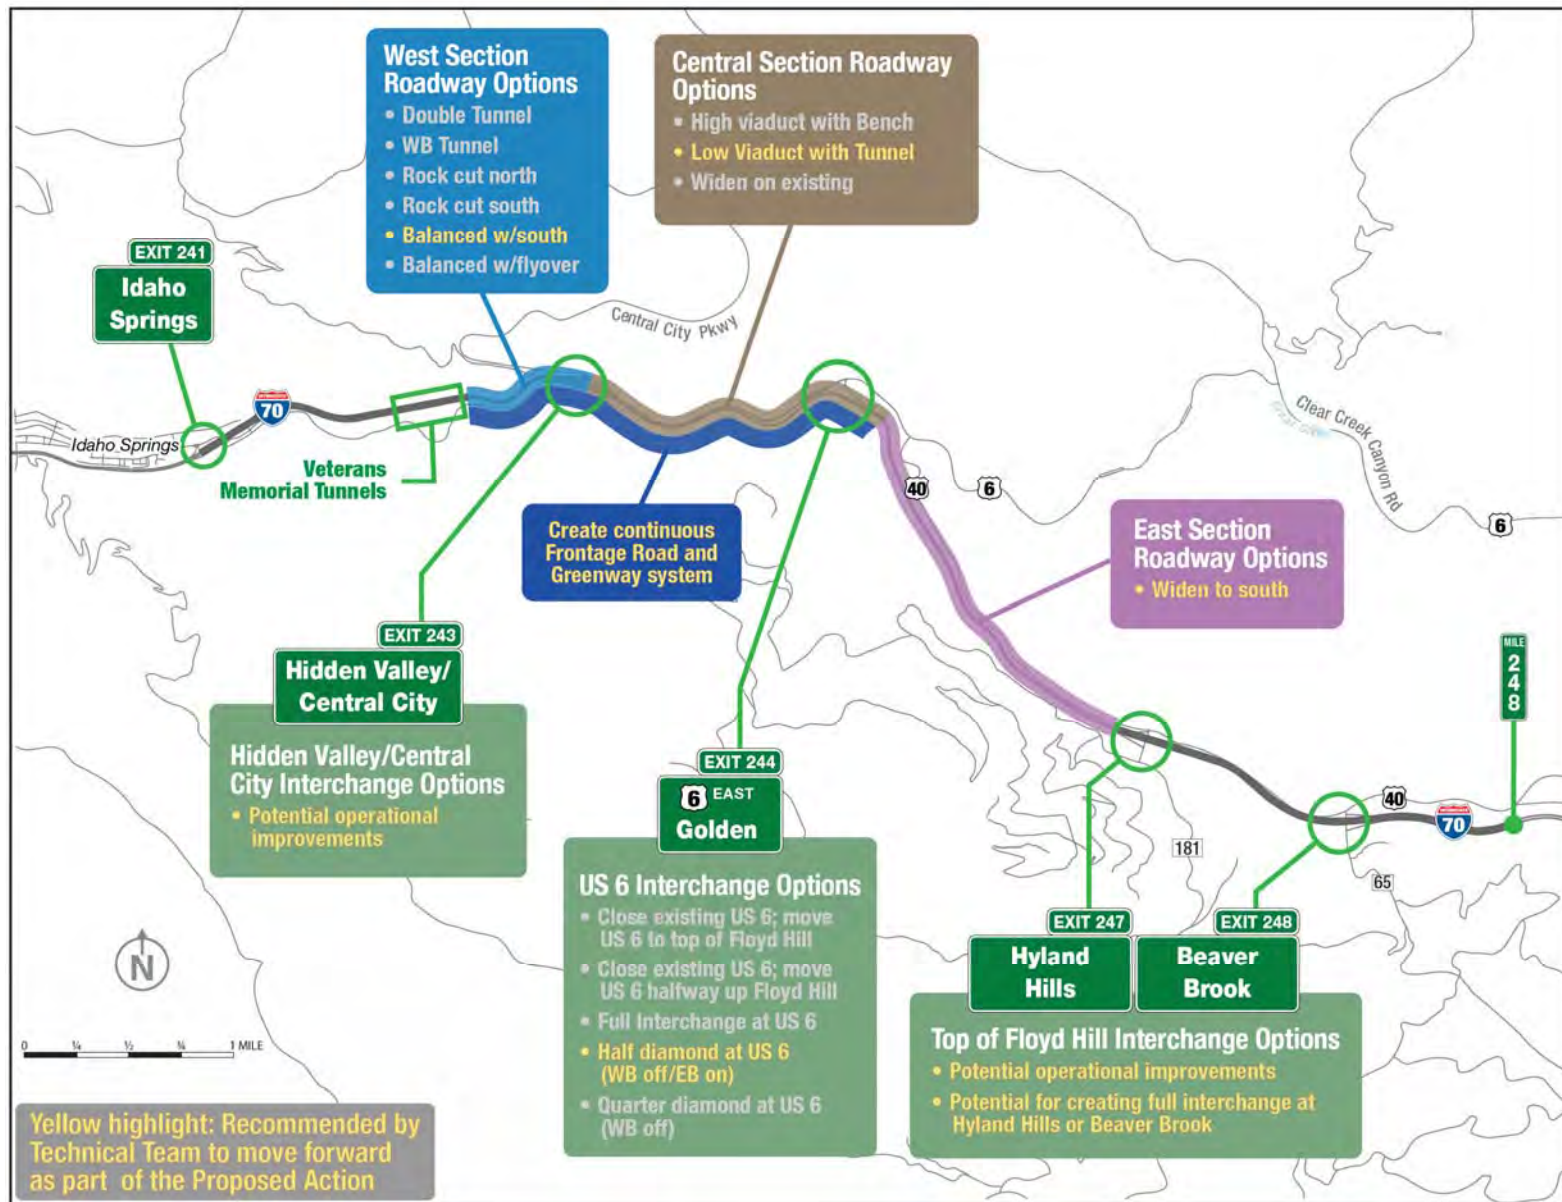 West Section
Roadway Options
• Double Tunnel
• WB Tunnel
• Rock cut north
• Rock cut south
• Balanced w/south
• Balanced w/flyover
Central Section Roadway
Options
• High viaduct with Bench
• Low Viaduct with Tunnel
• Widen on existing
EXIT 241
Idaho
Springs
Central City Pkwy
INTERSTATE
70
Idaho Springs
Veterans
Memorial Tunnels
Clear Creek Canyon Rd
40
6
6
Create continuous
Frontage Road and
Greenway system
East Section
Roadway Options
• Widen to south
EXIT 243
Hidden Valley/
Central City
Hidden Valley/Central
City Interchange Options
• Potential operational
improvements
MILE
2
4
8
EXIT 244
6 EAST
Golden
US 6 Interchange Options
• Close existing US 6; move
US 6 to top of Floyd Hill
• Close existing US 6; move
US 6 halfway up Floyd Hill
• Full Interchange at US 6
• Half diamond at US 6
(WB off/EB on)
• Quarter diamond at US 6
(WB off)
40
INTERSTATE
70
181
65
EXIT 247
Hyland
Hills
EXIT 248
Beaver
Brook
Top of Floyd Hill Interchange Options
• Potential operational improvements
• Potential for creating full interchange at
Hyland Hills or Beaver Brook
N
0 ¼ ½ ¾ 1 MILE
Yellow highlight: Recommended by
Technical Team to move forward
as part of the Proposed Action